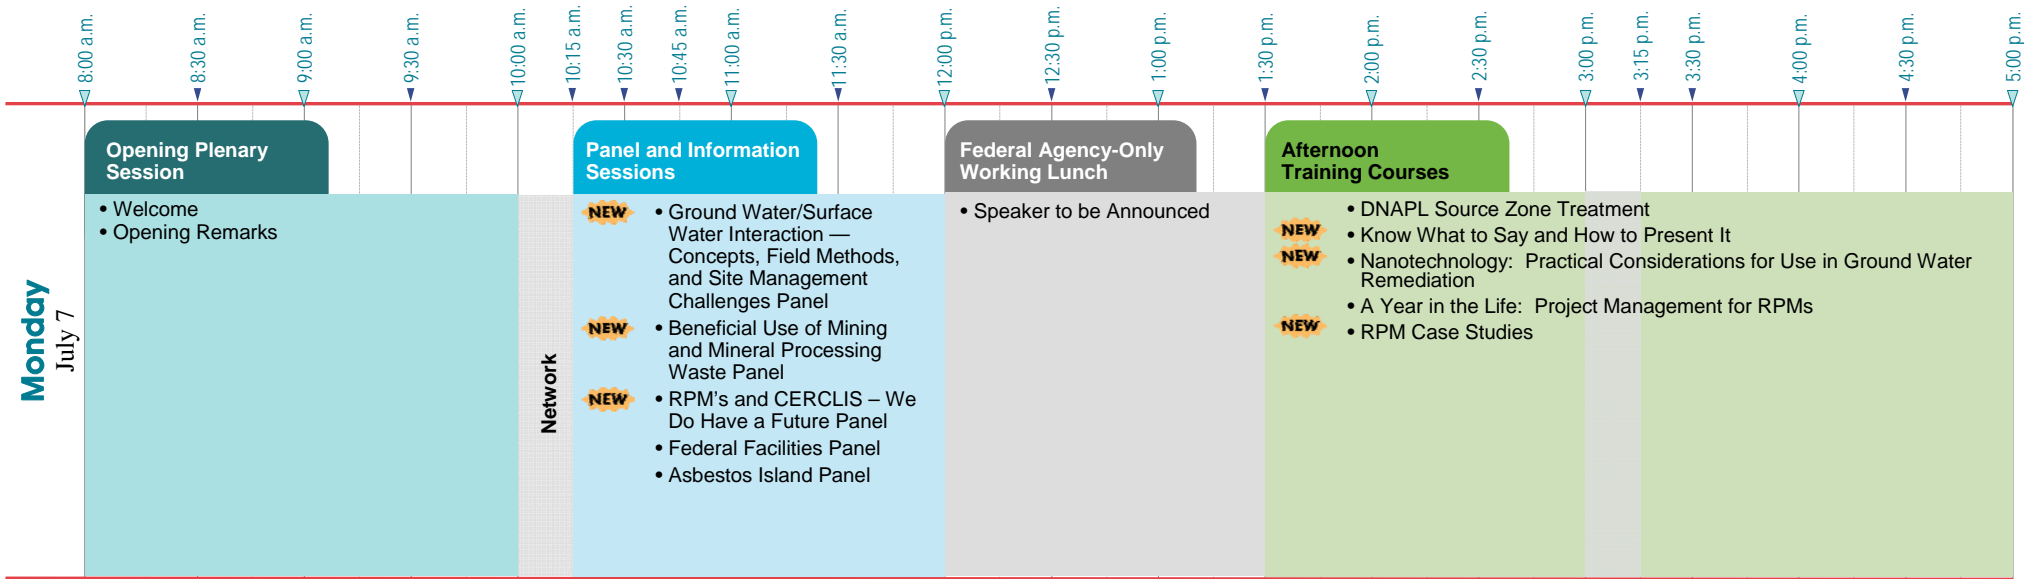 8:00 a.m.
8:30 a.m.
9:00 a.m.
9:30 a.m.
10:00 a.m.
10:15 a.m.
10:30 a.m.
10:45 a.m.
11:00 a.m.
11:30 a.m.
12:00 p.m.
12:30 p.m.
1:00 p.m.
1:30 p.m.
2:00 p.m.
2:30 p.m.
3:00 p.m.
3:15 p.m.
3:30 p.m.
4:00 p.m.
4:30 p.m.
5:00 p.m.
Monday
July 7
Opening Plenary
Session
• Welcome
• Opening Remarks
Network
Panel and Information
Sessions
NEW • Ground Water/Surface
Water Interaction —
Concepts, Field Methods,
and Site Management
Challenges Panel
NEW • Beneficial Use of Mining
and Mineral Processing
Waste Panel
NEW • RPM's and CERCLIS – We
Do Have a Future Panel
• Federal Facilities Panel
• Asbestos Island Panel
Federal Agency-Only
Working Lunch
• Speaker to be Announced
Afternoon
Training Courses
• DNAPL Source Zone Treatment
NEW • Know What to Say and How to Present It
NEW • Nanotechnology: Practical Considerations for Use in Ground Water
Remediation
• A Year in the Life: Project Management for RPMs
NEW • RPM Case Studies